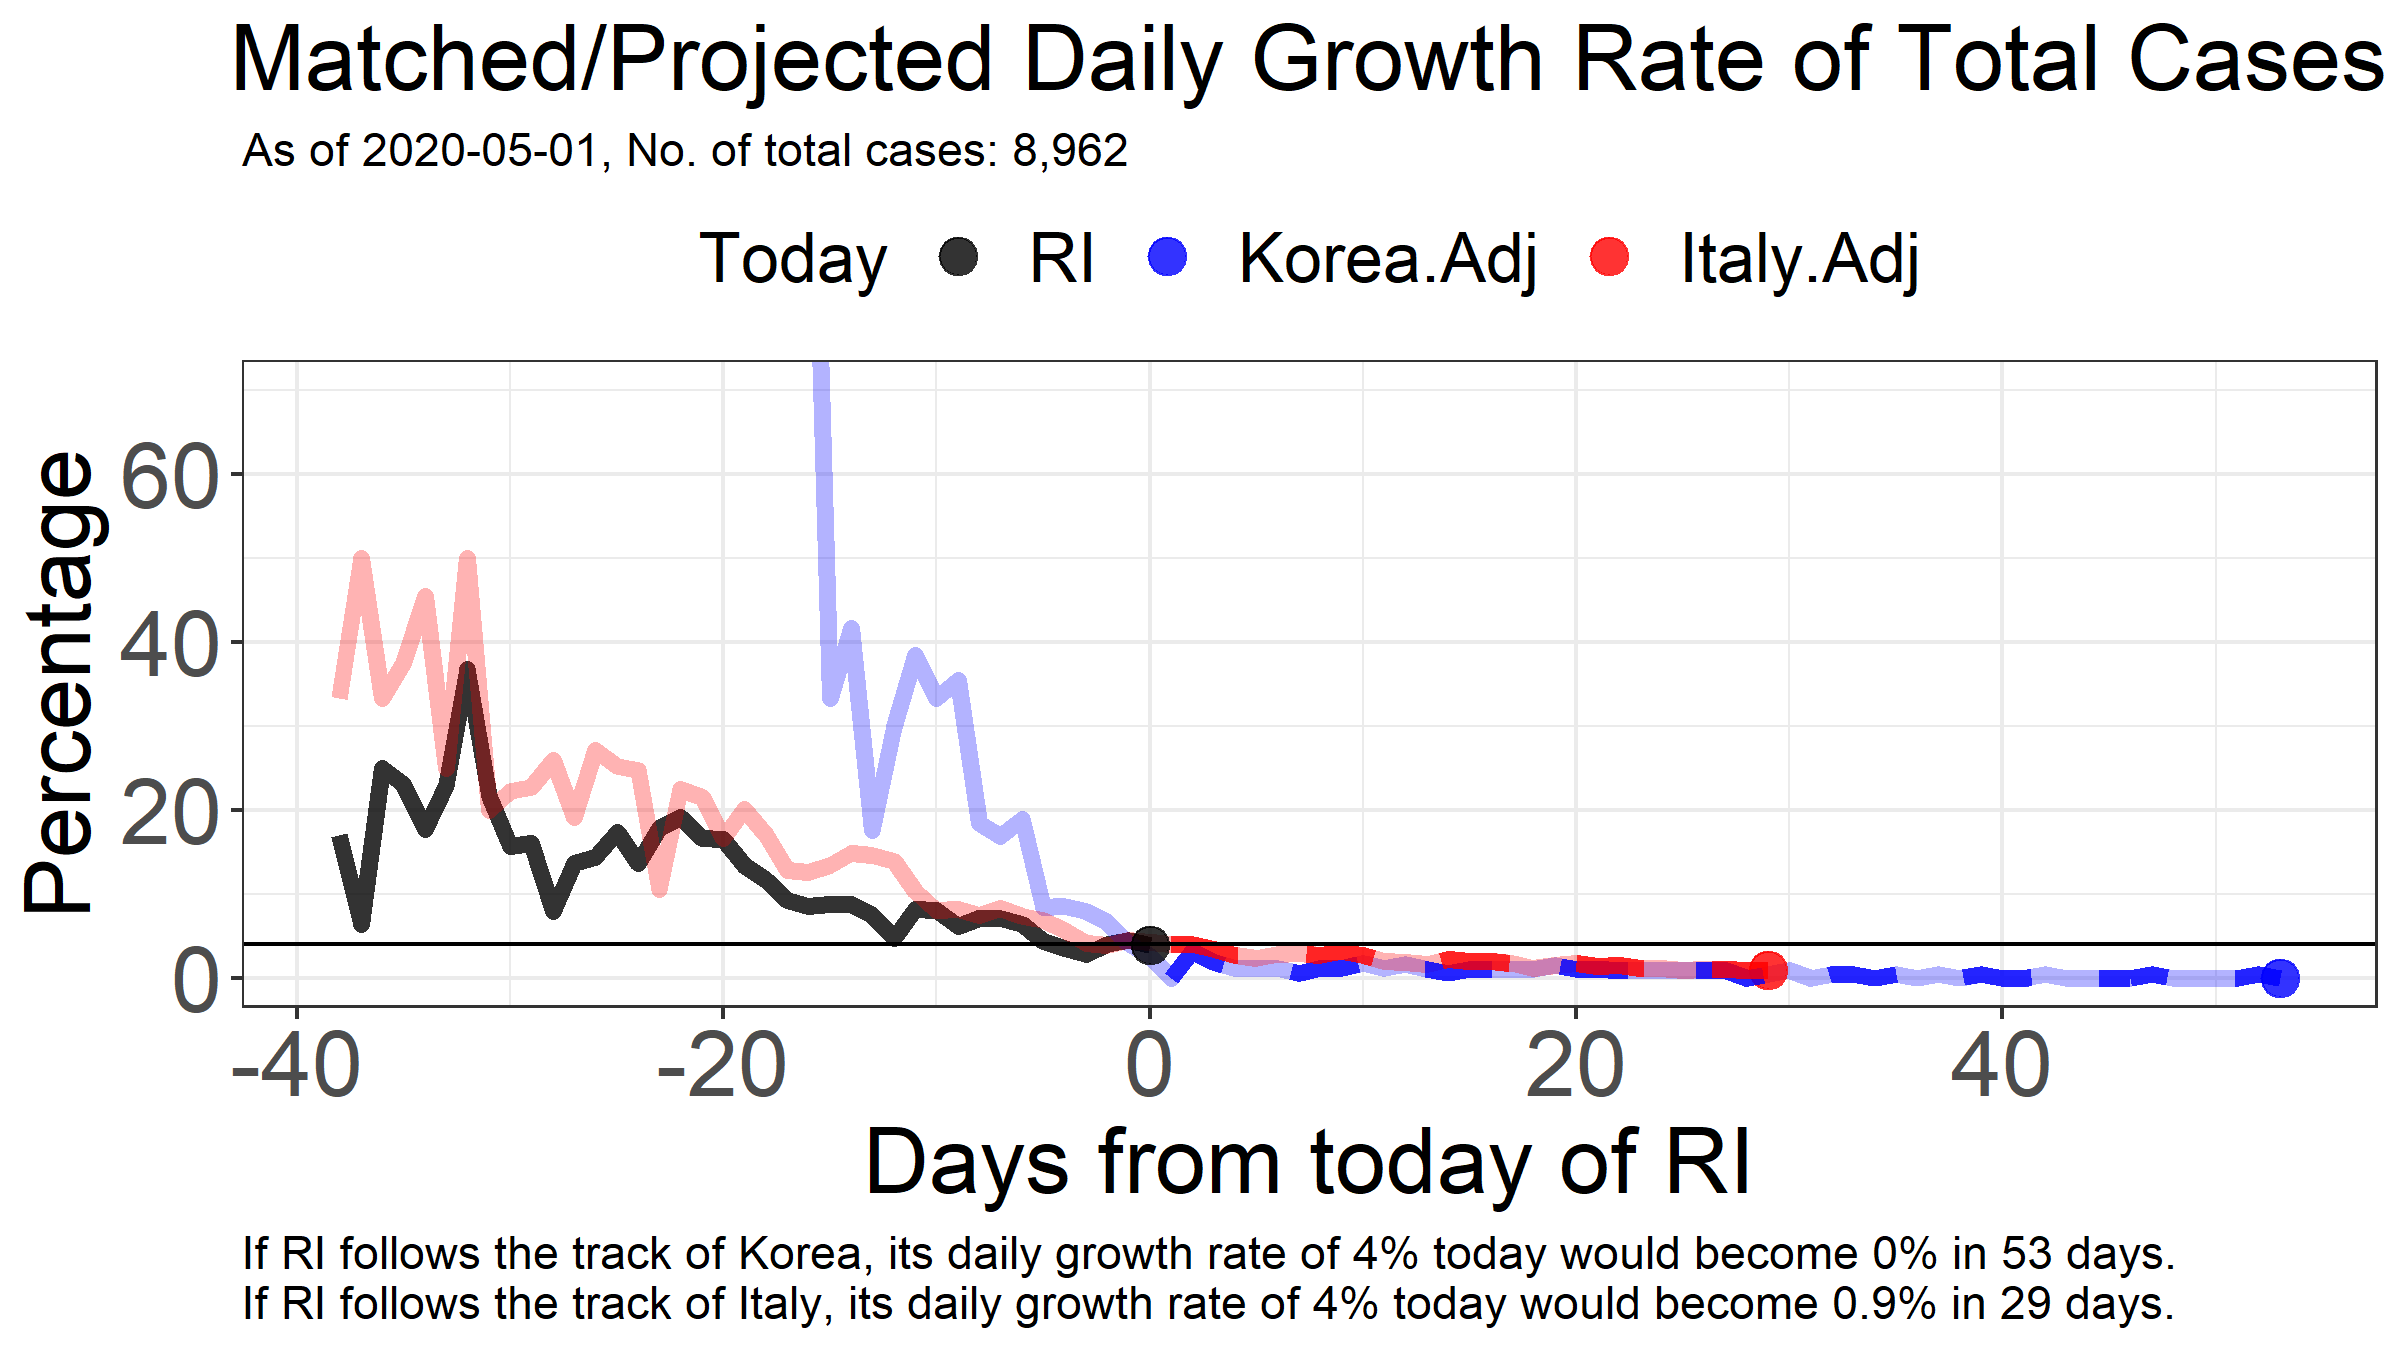 Matched/Projected Daily Growth Rate of Total Cases
As of 2020-05-01, No. of total cases: 8,962
Today RI Korea.Adj Italy.Adj
Percentage
60
40
20
0
-40 -20 0 20 40
Days from today of RI
If RI follows the track of Korea, its daily growth rate of 4% today would become 0% in 53 days.
If RI follows the track of Italy, its daily growth rate of 4% today would become 0.9% in 29 days.